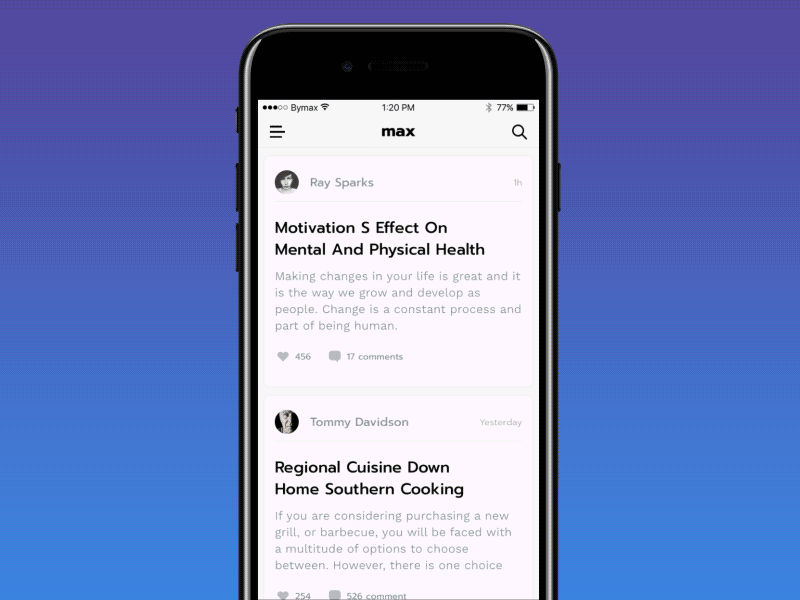 Bymax 1:20 PM 77%
max
Ray Sparks 1h
Motivation S Effect On
Mental And Physical Health
Making changes in your life is great and it
is the way we grow and develop as
people. Change is a constant process and
part of being human.
456 17 comments
Tommy Davidson Yesterday
Regional Cuisine Down
Home Southern Cooking
If you are considering purchasing a new
grill, or barbecue, you will be faced with
a multitude of options to choose
between. However, there is one choice
254 526 comment